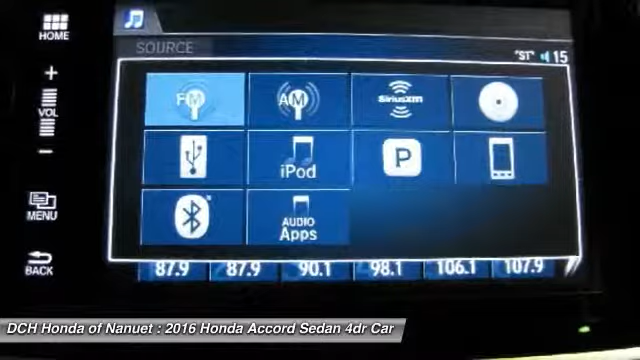 HOME
SOURCE
"ST" 15
+
VOL
−
FM
AM
SiriusXM
iPod
P
MENU
AUDIO
Apps
BACK
87.9 87.9 90.1 98.1 106.1 107.9
DCH Honda of Nanuet : 2016 Honda Accord Sedan 4dr Car